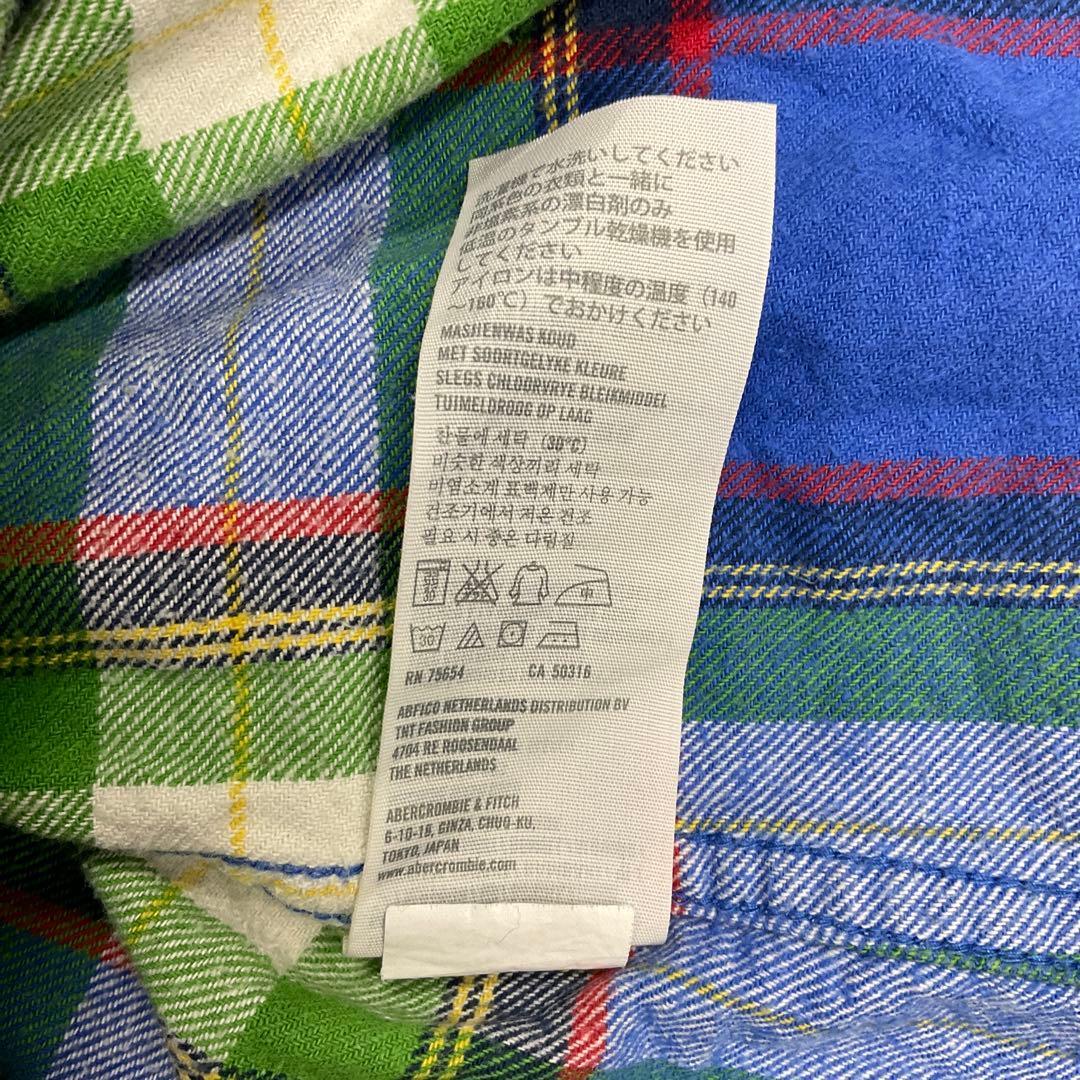 洗濯機で水洗いしてください
同系色の衣類と一緒に
非塩素系の漂白剤のみ
低温のタンブル乾燥機を使用
してください
アイロンは中程度の温度（140
～160℃）でおかけください
MASJIENWAS KOUD
MET SOORTGELYKE KLEURE
SLEGS CHLOORVRYE BLEIKMIDDEL
TUIMELDROOG OP LAAG
찬물에 세탁 (30°C)
비슷한 색상끼리 세탁
비염소계 표백제만 사용 가능
건조기에서 저온 건조
필요 시 중온 다림질
中
30
RN 75654 CA 50316
ABFICO NETHERLANDS DISTRIBUTION BV
TNT FASHION GROUP
4704 RE ROOSENDAAL
THE NETHERLANDS
ABERCROMBIE & FITCH
6-10-16, GINZA, CHUO-KU,
TOKYO, JAPAN
www.abercrombie.com